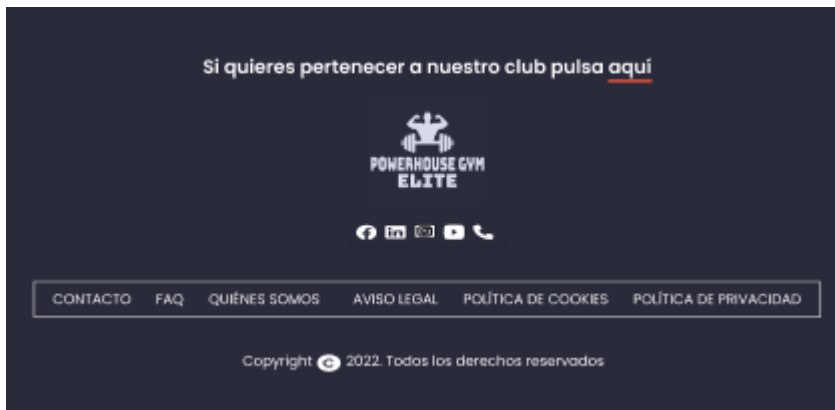 Si quieres pertenecer a nuestro club pulsa aquí
POWERHOUSE GYM
ELITE
CONTACTO FAQ QUIÉNES SOMOS AVISO LEGAL POLÍTICA DE COOKIES POLÍTICA DE PRIVACIDAD
Copyright © 2022. Todos los derechos reservados